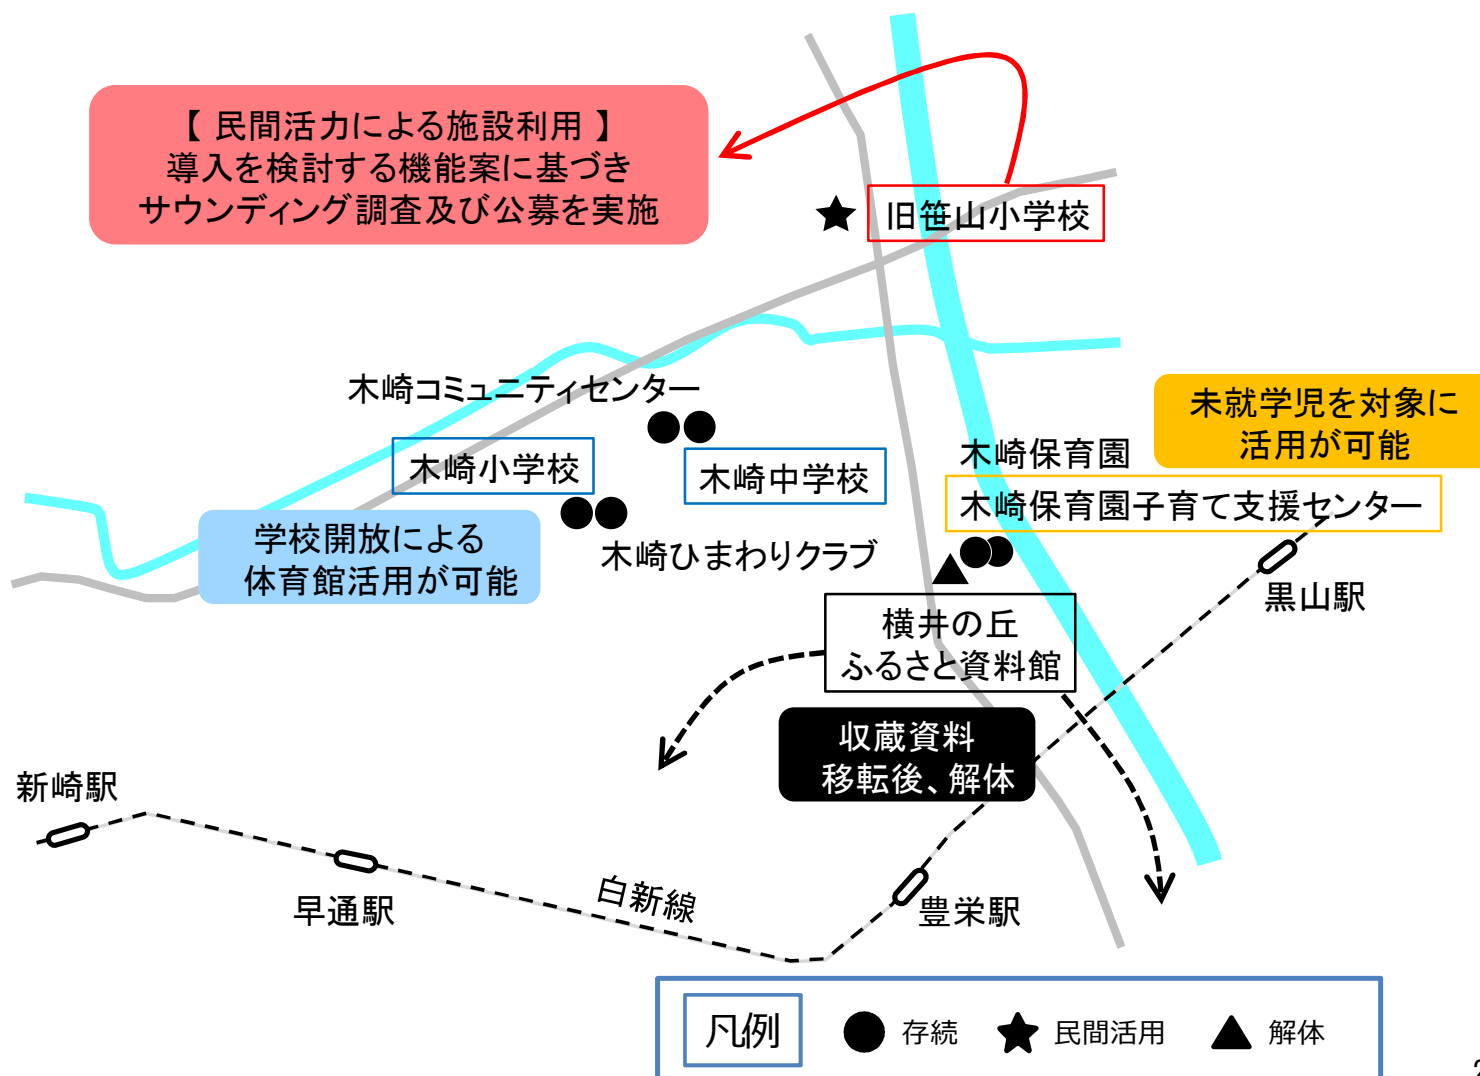 【 民間活力による施設利用 】
導入を検討する機能案に基づき
サウンディング調査及び公募を実施
旧笹山小学校
木崎コミュニティセンター
未就学児を対象に
活用が可能
木崎小学校
木崎中学校
木崎保育園
木崎保育園子育て支援センター
学校開放による
体育館活用が可能
木崎ひまわりクラブ
黒山駅
横井の丘
ふるさと資料館
収蔵資料
移転後、解体
新崎駅
早通駅
白新線
豊栄駅
凡例
存続
民間活用
解体